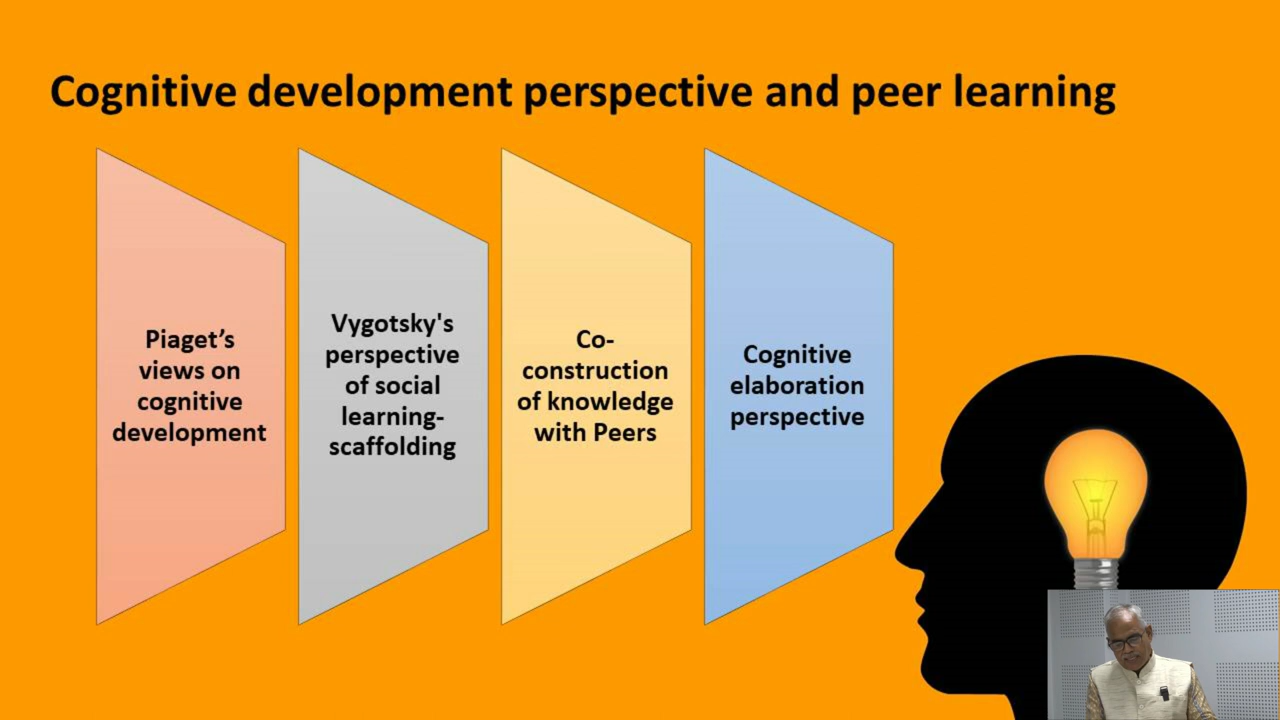 Cognitive development perspective and peer learning
Piaget’s
views on
cognitive
development
Vygotsky's
perspective
of social
learning-
scaffolding
Co-
construction
of knowledge
with Peers
Cognitive
elaboration
perspective